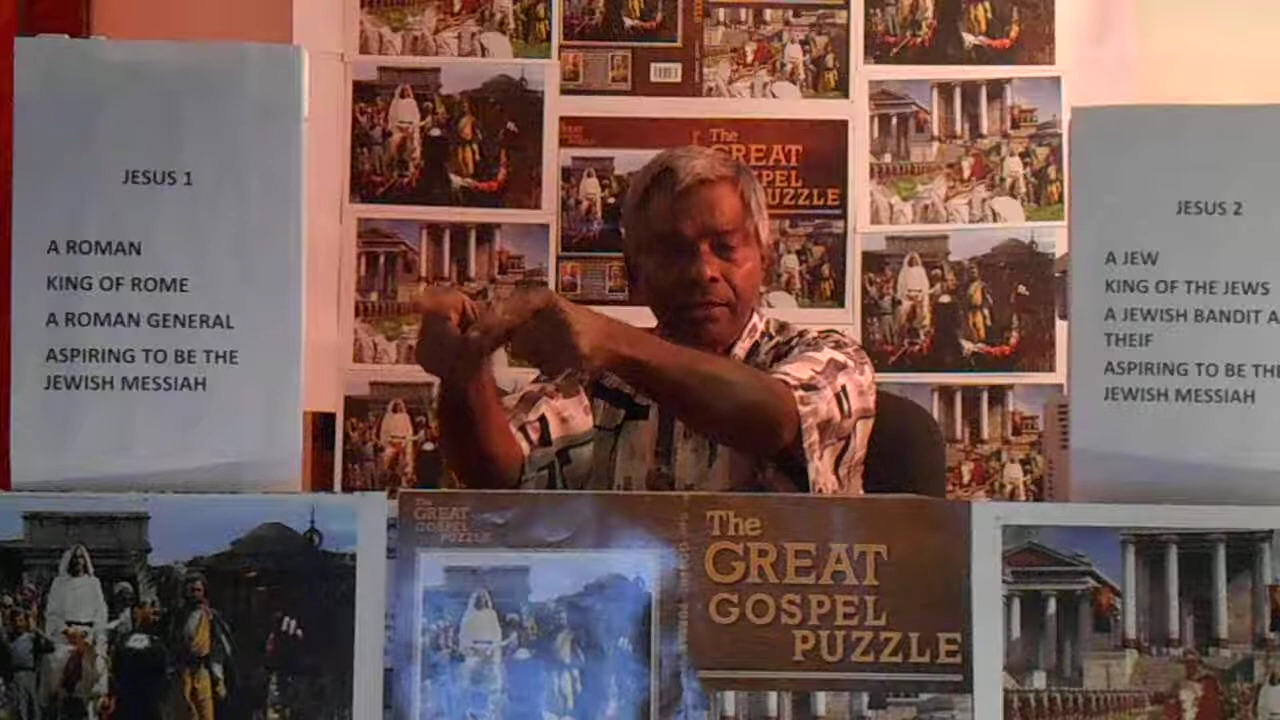 JESUS 1
A ROMAN
KING OF ROME
A ROMAN GENERAL
ASPIRING TO BE THE
JEWISH MESSIAH
The
GREAT
PUZZLE
JESUS 2
A JEW
KING OF THE JEWS
A JEWISH BANDIT A
THEIF
ASPIRING TO BE THE
JEWISH MESSIAH
The
GREAT
GOSPEL
PUZZLE
The
GREAT
GOSPEL
PUZZLE